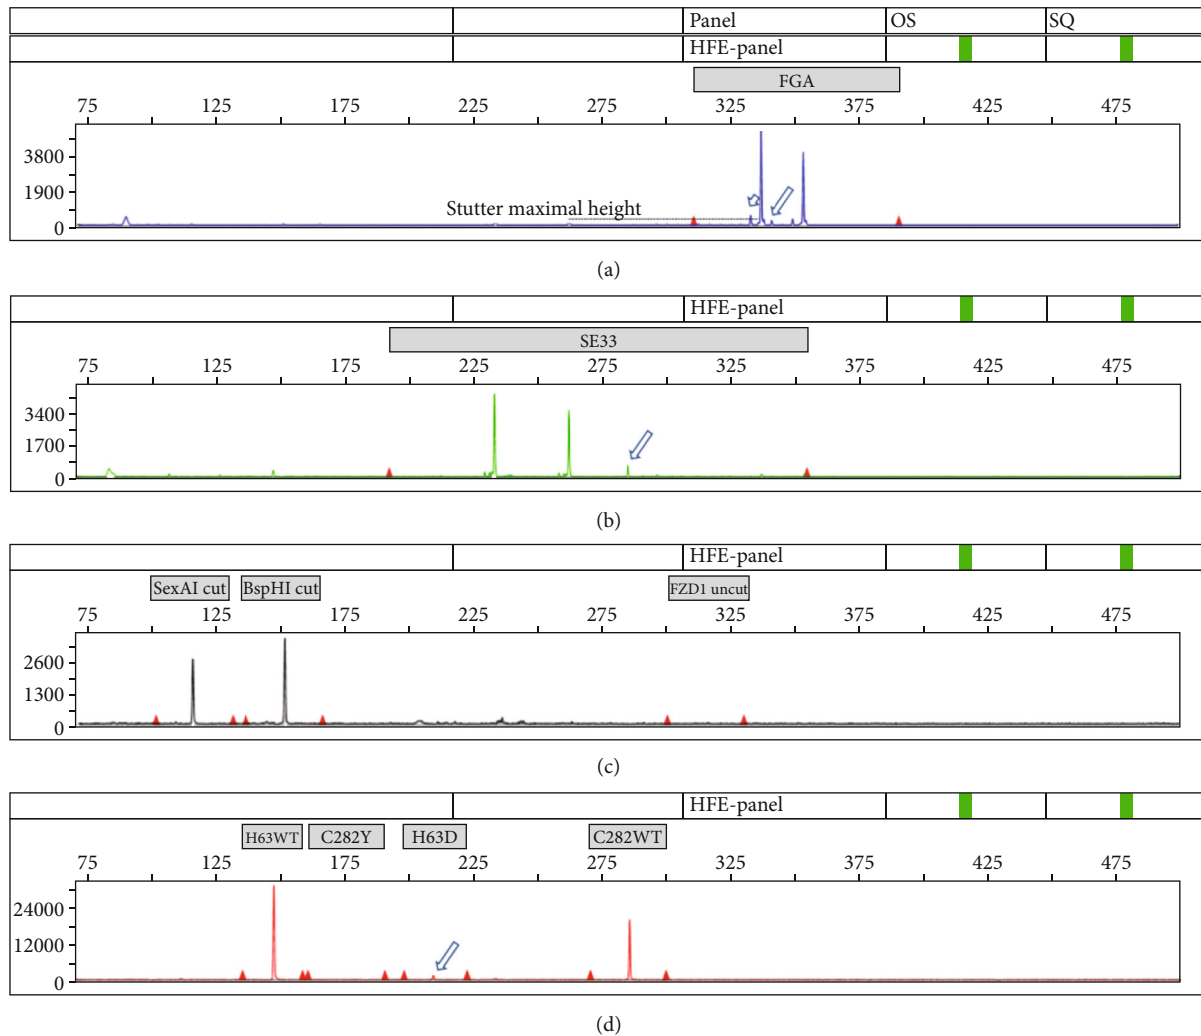 Panel OS SQ
HFE-panel
FGA
75 125 175 225 275 325 375 425 475
3800
1900
Stutter maximal height
0
(a)
HFE-panel
SE33
75 125 175 225 275 325 375 425 475
3400
1700
0
(b)
HFE-panel
SexAI cut BspHI cut FZD1 uncut
75 125 175 225 275 325 375 425 475
2600
1300
0
(c)
HFE-panel
H63WT C282Y H63D C282WT
75 125 175 225 275 325 375 425 475
24000
12000
0
(d)